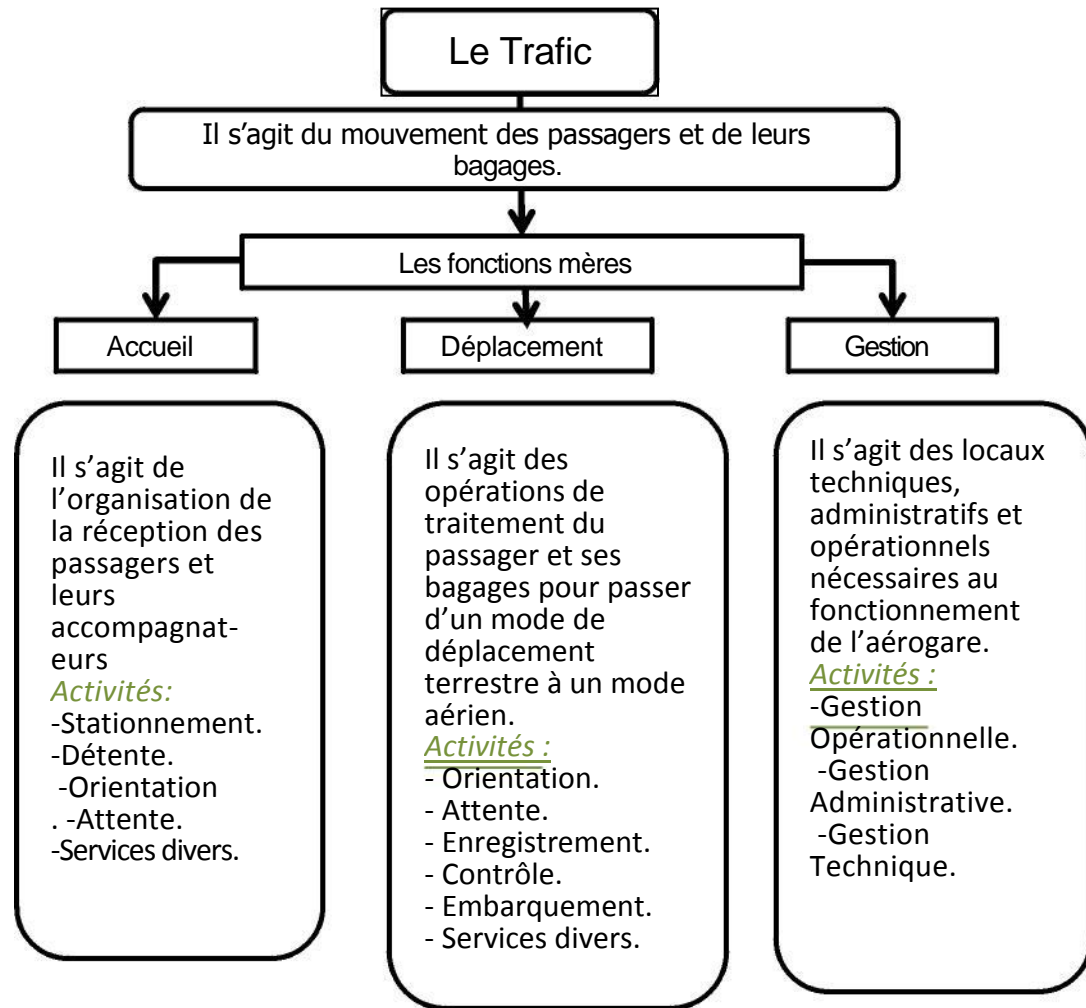 Le Trafic
Il s’agit du mouvement des passagers et de leurs
bagages.
Les fonctions mères
Accueil
Déplacement
Gestion
Il s’agit de
l’organisation de
la réception des
passagers et
leurs
accompagnat-
eurs
Activités:
-Stationnement.
-Détente.
-Orientation
. -Attente.
-Services divers.
Il s’agit des
opérations de
traitement du
passager et ses
bagages pour passer
d’un mode de
déplacement
terrestre à un mode
aérien.
Activités :
- Orientation.
- Attente.
- Enregistrement.
- Contrôle.
- Embarquement.
- Services divers.
Il s’agit des locaux
techniques,
administratifs et
opérationnels
nécessaires au
fonctionnement
de l’aérogare.
Activités :
-Gestion
Opérationnelle.
-Gestion
Administrative.
-Gestion
Technique.